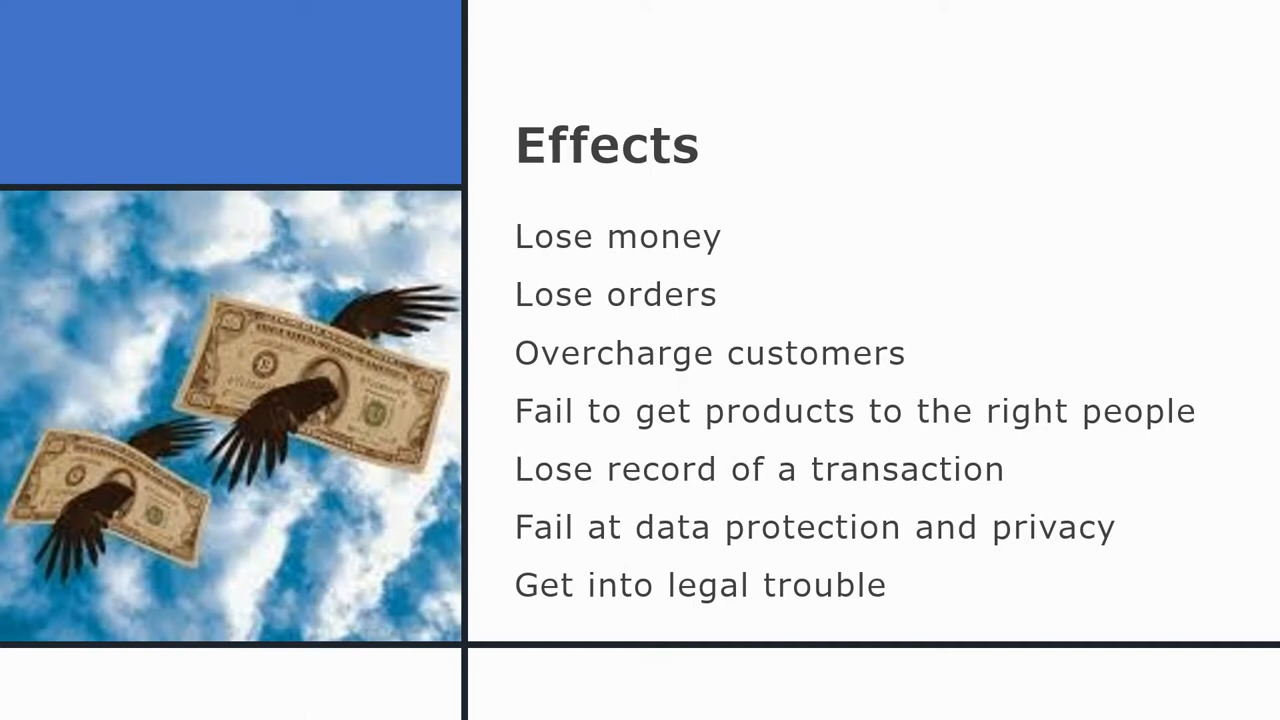 Effects
Lose money
Lose orders
Overcharge customers
Fail to get products to the right people
Lose record of a transaction
Fail at data protection and privacy
Get into legal trouble